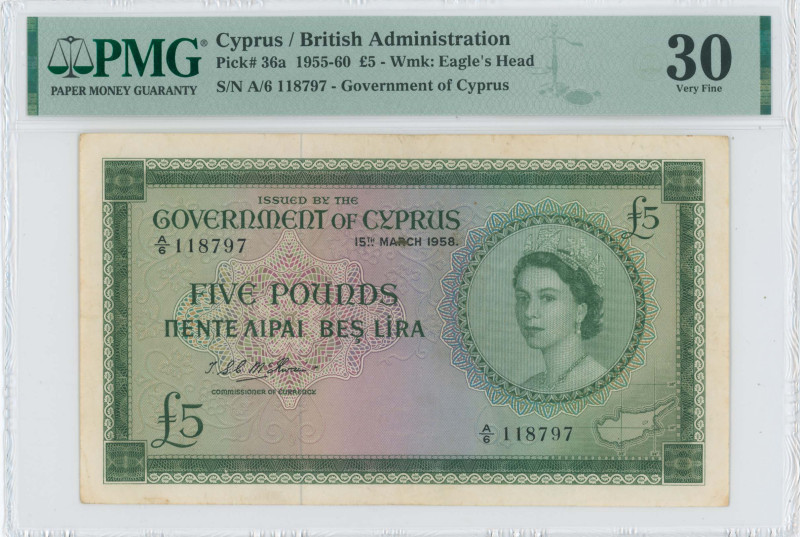 PMG®
PAPER MONEY GUARANTY
Cyprus / British Administration
Pick# 36a 1955-60 £5 - Wmk: Eagle's Head
S/N A/6 118797 - Government of Cyprus
30
Very Fine
ISSUED BY THE
GOVERNMENT OF CYPRUS
£5
A/6 118797
15TH MARCH 1958.
FIVE POUNDS
ΠΕΝΤΕ ΛΙΡΑΙ BEŞ LİRA
COMMISSIONER OF CURRENCY
£5
A/6 118797